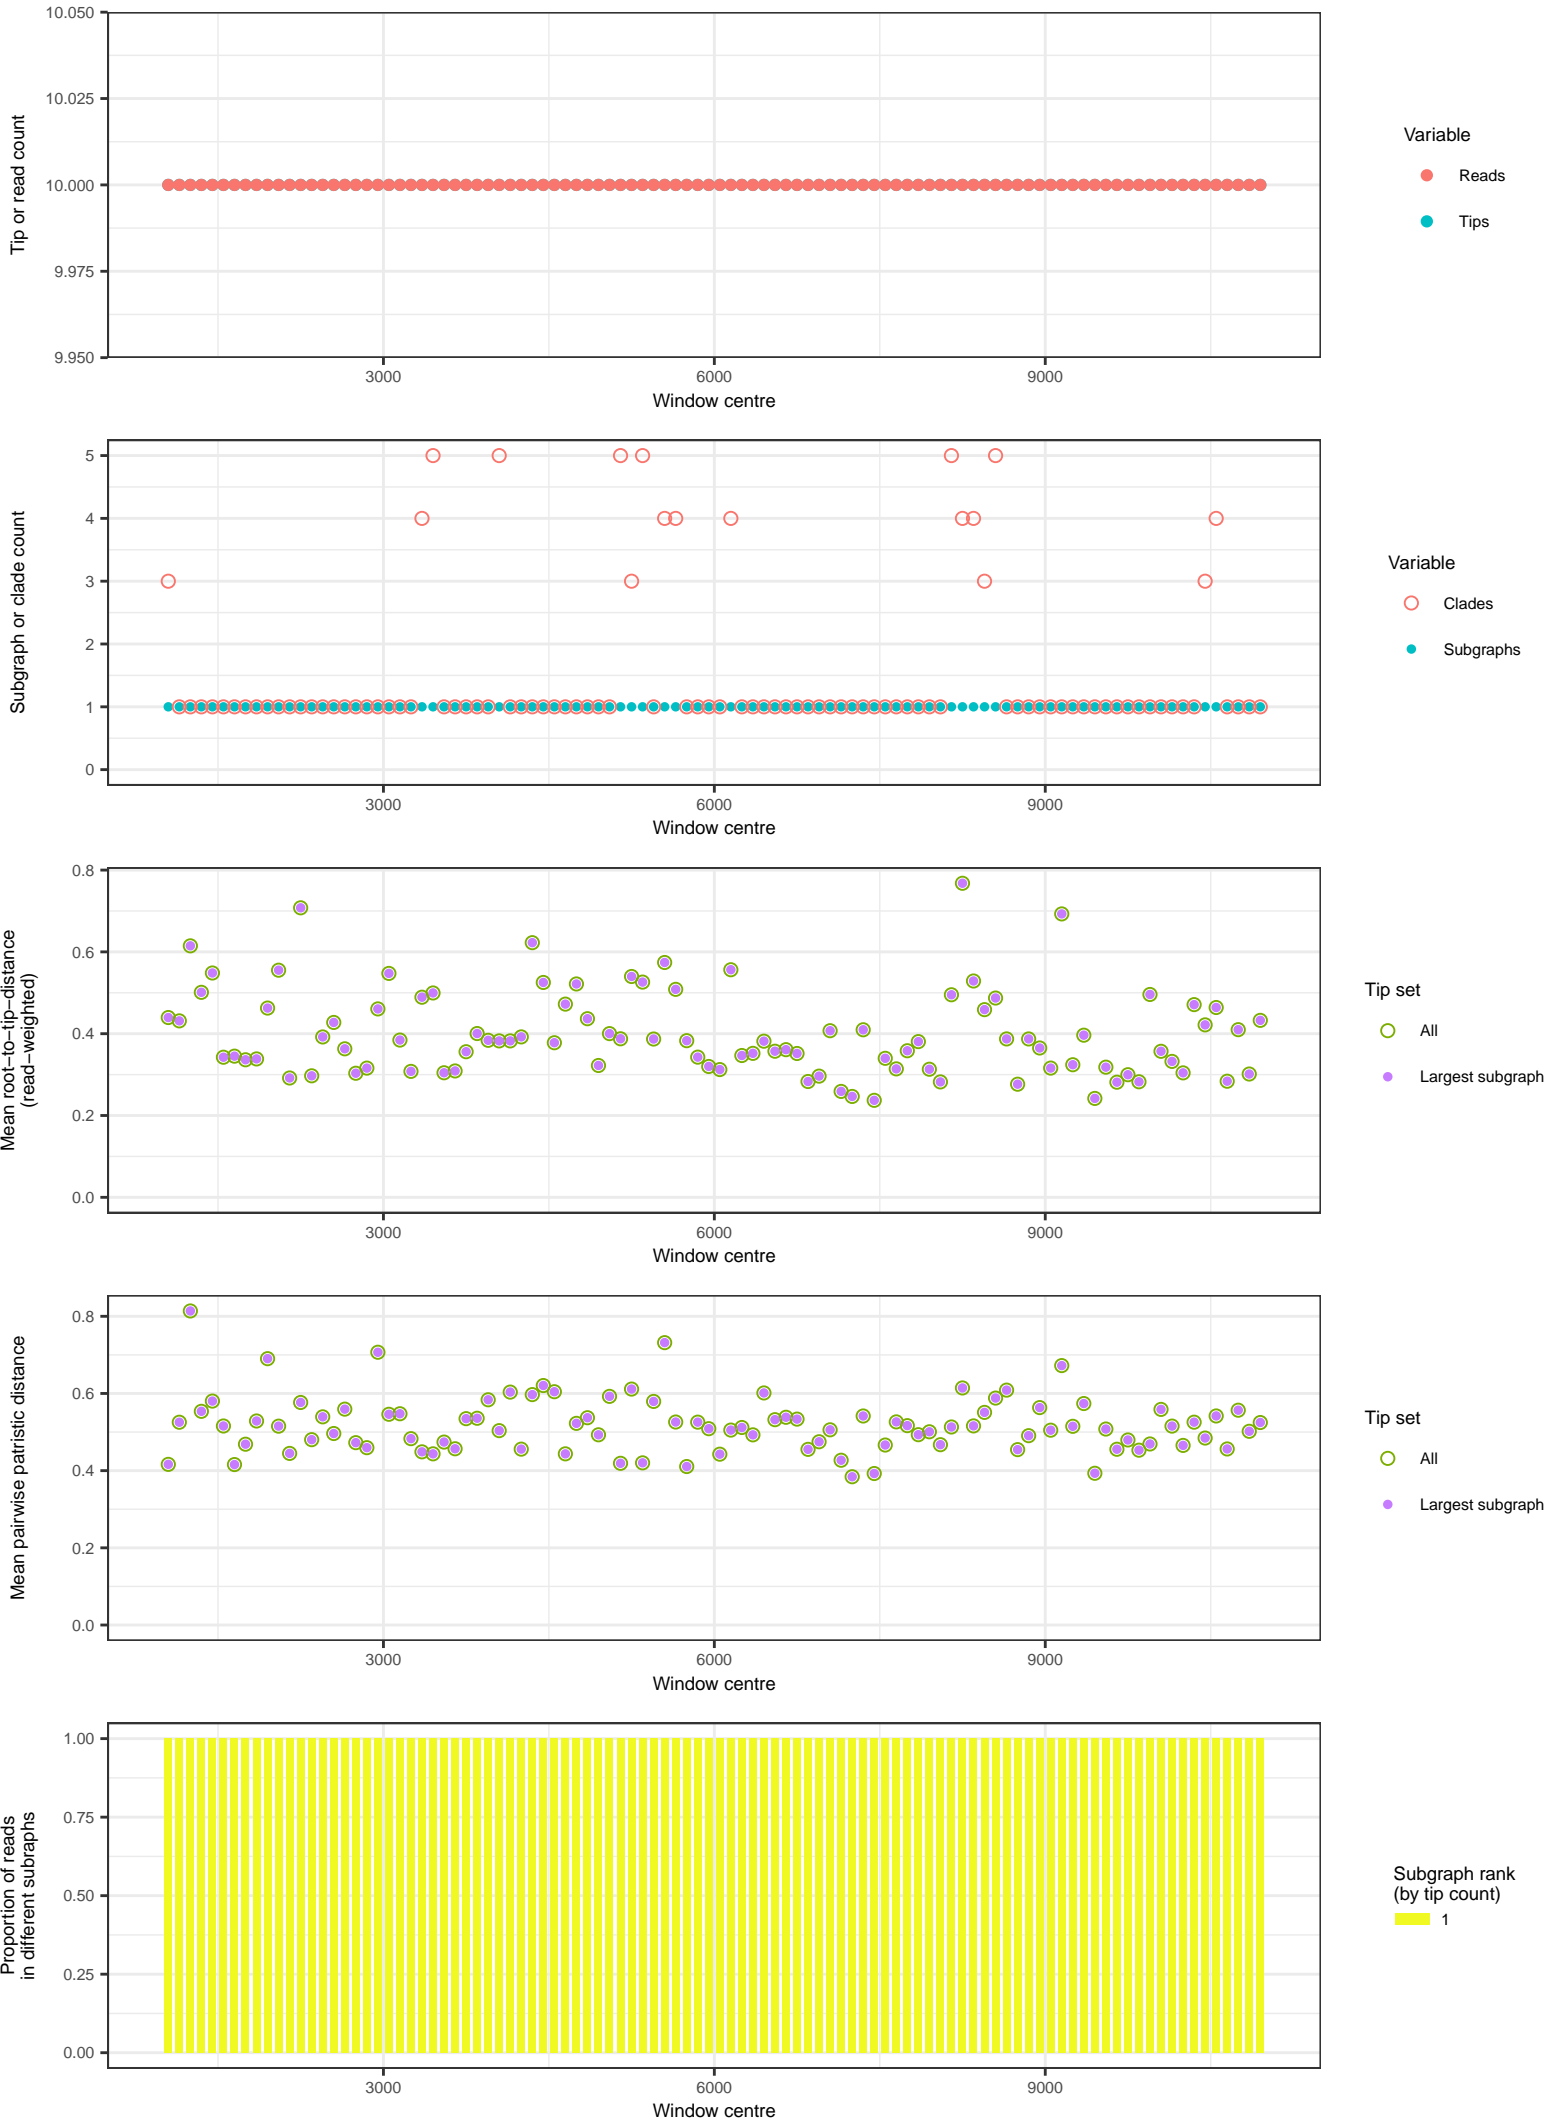 10.050
10.025
10.000
9.975
9.950
Tip or read count
3000 6000 9000
Window centre
Variable
Reads
Tips
5
4
3
2
1
0
Subgraph or clade count
3000 6000 9000
Window centre
Variable
Clades
Subgraphs
0.8
0.6
0.4
0.2
0.0
Mean root−to−tip−distance
(read−weighted)
3000 6000 9000
Window centre
Tip set
All
Largest subgraph
0.8
0.6
0.4
0.2
0.0
Mean pairwise patristic distance
3000 6000 9000
Window centre
Tip set
All
Largest subgraph
1.00
0.75
0.50
0.25
0.00
Proportion of reads
in different subraphs
3000 6000 9000
Window centre
Subgraph rank
(by tip count)
1